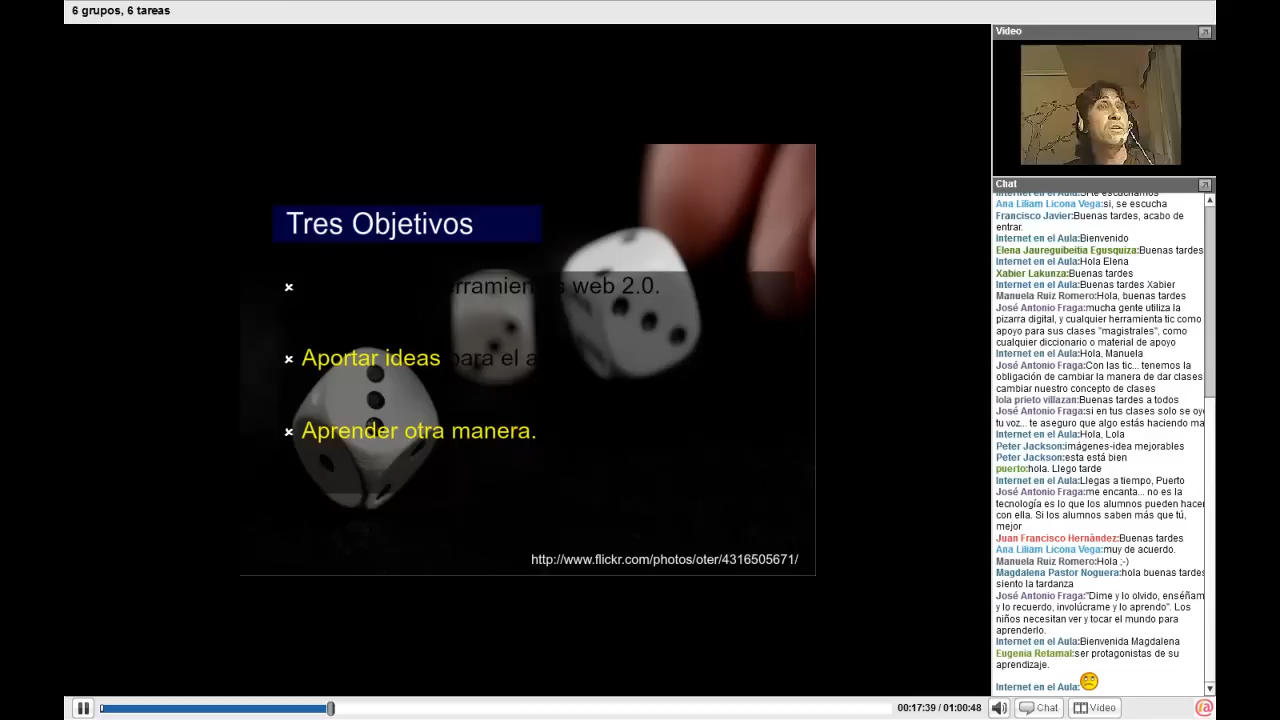 6 grupos, 6 tareas
Tres Objetivos
web 2.0.
Aportar ideas para el a
Aprender otra manera.
http://www.flickr.com/photos/oter/4316505671/
Video
Chat
Internet en el Aula:Si te escuchamos
Ana Liliam Licona Vega:si, se escucha
Francisco Javier:Buenas tardes, acabo de
entrar.
Internet en el Aula:Bienvenido
Elena Jaureguibeitia Egusquiza:Buenas tardes
Internet en el Aula:Hola Elena
Xabier Lakunza:Buenas tardes
Internet en el Aula:Buenas tardes Xabier
Manuela Ruiz Romero:Hola, buenas tardes
José Antonio Fraga:mucha gente utiliza la
pizarra digital, y cualquier herramienta tic como
apoyo para sus clases "magistrales", como
cualquier diccionario o material de apoyo
Internet en el Aula:Hola, Manuela
José Antonio Fraga:Con las tic... tenemos la
obligación de cambiar la manera de dar clases.
cambiar nuestro concepto de clases
lola prieto villazan:Buenas tardes a todos
José Antonio Fraga:si en tus clases solo se oye
tu voz... te aseguro que algo estás haciendo ma
Internet en el Aula:Hola, Lola
Peter Jackson:imágenes-idea mejorables
Peter Jackson:esta está bien
puerto:hola. Llego tarde
Internet en el Aula:Llegas a tiempo, Puerto
José Antonio Fraga:me encanta... no es la
tecnología es lo que los alumnos pueden hacer
con ella. Si los alumnos saben más que tú,
mejor
Juan Francisco Hernández:Buenas tardes
Ana Liliam Licona Vega:muy de acuerdo.
Manuela Ruiz Romero:Hola ;-)
Magdalena Pastor Noguera:hola buenas tardes
siento la tardanza
José Antonio Fraga:"Dime y lo olvido, enséñam
y lo recuerdo, involúcrame y lo aprendo". Los
niños necesitan ver y tocar el mundo para
aprenderlo.
Internet en el Aula:Bienvenida Magdalena
Eugenia Retamal:ser protagonistas de su
aprendizaje.
Internet en el Aula:
00:17:39 / 01:00:48
Chat
Video